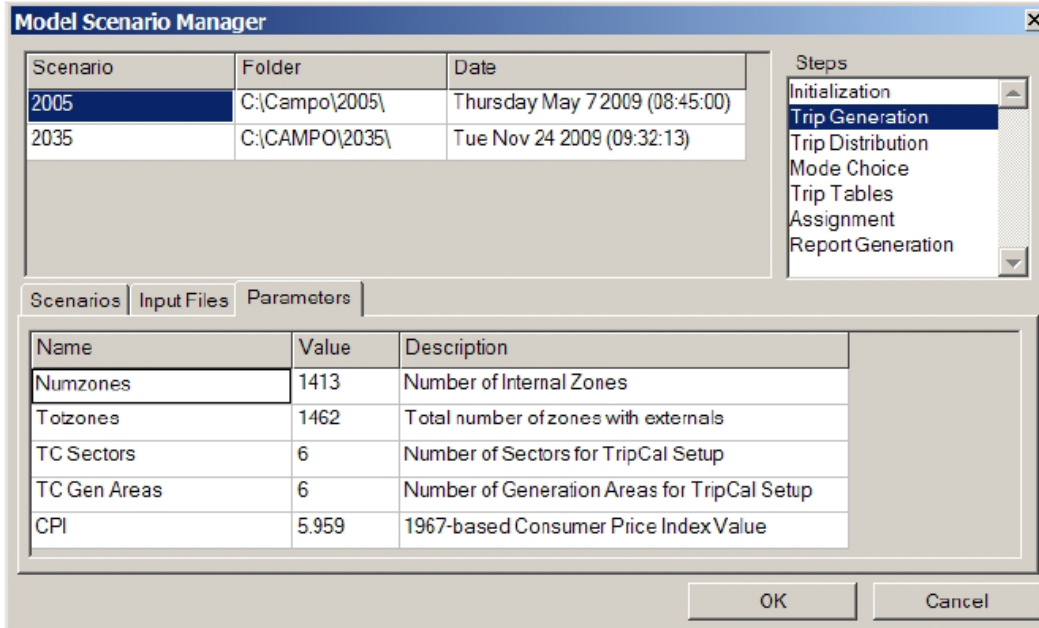 Model Scenario Manager
Scenario Folder Date
2005 C:\Campo\2005\ Thursday May 7 2009 (08:45:00)
2035 C:\CAMPO\2035\ Tue Nov 24 2009 (09:32:13)
Steps
Initialization
Trip Generation
Trip Distribution
Mode Choice
Trip Tables
Assignment
Report Generation
Scenarios Input Files Parameters
Name Value Description
Numzones 1413 Number of Internal Zones
Totzones 1462 Total number of zones with externals
TC Sectors 6 Number of Sectors for TripCal Setup
TC Gen Areas 6 Number of Generation Areas for TripCal Setup
CPI 5.959 1967-based Consumer Price Index Value
OK Cancel